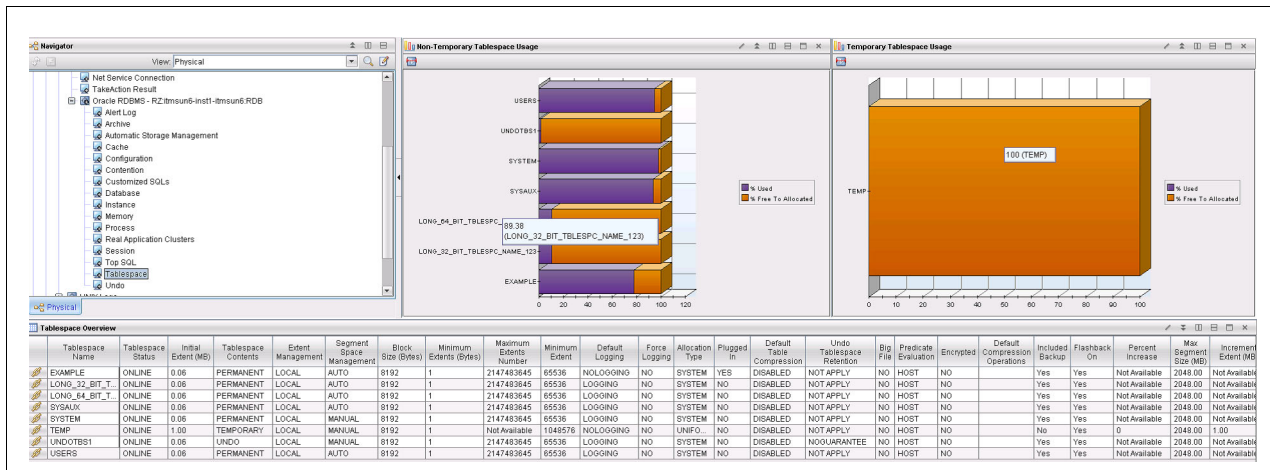 Navigator
View: Physical
Net Service Connection
TakeAction Result
Oracle RDBMS - RZ:itmsun6-inst1-itmsun6:RDB
Alert Log
Archive
Automatic Storage Management
Cache
Configuration
Contention
Customized SQLs
Database
Instance
Memory
Process
Real Application Clusters
Session
Top SQL
Tablespace
Undo
Physical
Non-Temporary Tablespace Usage
USERS
UNDOTBS1
SYSTEM
SYSAUX
LONG_64_BIT_TBLESPC_
LONG_32_BIT_TBLESPC_NAME_123
EXAMPLE
89.38
(LONG_32_BIT_TBLESPC_NAME_123)
0 20 40 60 80 100 120
% Used
% Free To Allocated
Temporary Tablespace Usage
100 (TEMP)
TEMP
0 10 20 30 40 50 60 70 80 90 100
% Used
% Free To Allocated
Tablespace Overview
Tablespace Name Tablespace Status Initial Extent (MB) Tablespace Contents Extent Management Segment Space Management Block Size (Bytes) Minimum Extents (Bytes) Maximum Extents Number Minimum Extent Default Logging Force Logging Allocation Type Plugged In Default Table Compression Undo Tablespace Retention Big File Predicate Evaluation Encrypted Default Compression Operations Included Backup Flashback On Percent Increase Max Segment Size (MB) Increment Extent (MB
EXAMPLE ONLINE 0.06 PERMANENT LOCAL AUTO 8192 1 2147483645 65536 NOLOGGING NO SYSTEM YES DISABLED NOT APPLY NO HOST NO Yes Yes Not Available 2048.00 Not Available
LONG_32_BIT_T... ONLINE 0.06 PERMANENT LOCAL AUTO 8192 1 2147483645 65536 LOGGING NO SYSTEM NO DISABLED NOT APPLY NO HOST NO Yes Yes Not Available 2048.00 Not Available
LONG_64_BIT_T... ONLINE 0.06 PERMANENT LOCAL AUTO 8192 1 2147483645 65536 LOGGING NO SYSTEM NO DISABLED NOT APPLY NO HOST NO Yes Yes Not Available 2048.00 Not Available
SYSAUX ONLINE 0.06 PERMANENT LOCAL AUTO 8192 1 2147483645 65536 LOGGING NO SYSTEM NO DISABLED NOT APPLY NO HOST NO Yes Yes Not Available 2048.00 Not Available
SYSTEM ONLINE 0.06 PERMANENT LOCAL MANUAL 8192 1 2147483645 65536 LOGGING NO SYSTEM NO DISABLED NOT APPLY NO HOST NO Yes Yes Not Available 2048.00 Not Available
TEMP ONLINE 1.00 TEMPORARY LOCAL MANUAL 8192 1 Not Available 1048576 NOLOGGING NO UNIFO... NO DISABLED NOT APPLY NO HOST NO No Yes 0 2048.00 1.00
UNDOTBS1 ONLINE 0.06 UNDO LOCAL MANUAL 8192 1 2147483645 65536 LOGGING NO SYSTEM NO DISABLED NOGUARANTEE NO HOST NO Yes Yes Not Available 2048.00 Not Available
USERS ONLINE 0.06 PERMANENT LOCAL AUTO 8192 1 2147483645 65536 LOGGING NO SYSTEM NO DISABLED NOT APPLY NO HOST NO Yes Yes Not Available 2048.00 Not Available